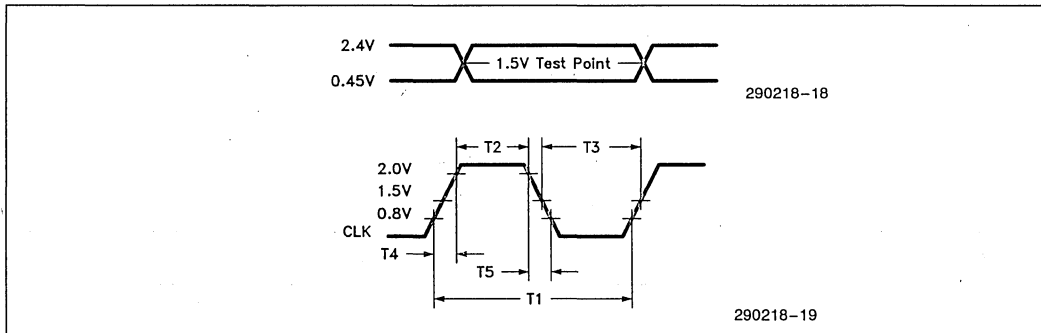 2.4V
1.5V Test Point
0.45V
290218-18
T2
T3
2.0V
1.5V
0.8V
CLK
T4
T5
T1
290218-19